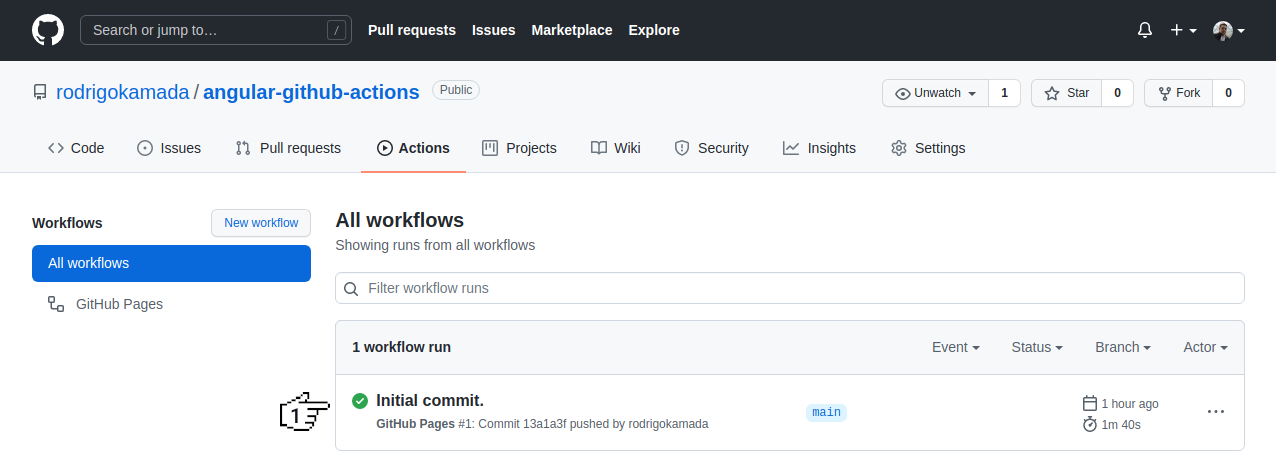 Search or jump to… /
Pull requests Issues Marketplace Explore
rodrigokamada / angular-github-actions Public
Unwatch 1 Star 0 Fork 0
Code Issues Pull requests Actions Projects Wiki Security Insights Settings
Workflows New workflow
All workflows
GitHub Pages
All workflows
Showing runs from all workflows
Filter workflow runs
1 workflow run Event Status Branch Actor
1
Initial commit.
GitHub Pages #1: Commit 13a1a3f pushed by rodrigokamada
main
1 hour ago
1m 40s